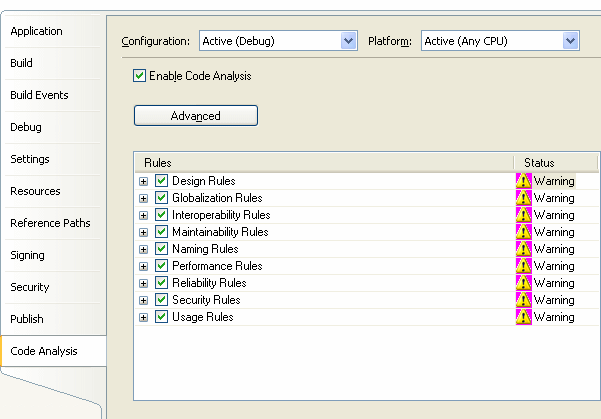 Application
Build
Build Events
Debug
Settings
Resources
Reference Paths
Signing
Security
Publish
Code Analysis
Configuration: Active (Debug) Platform: Active (Any CPU)
Enable Code Analysis
Advanced
Rules Status
Design Rules Warning
Globalization Rules Warning
Interoperability Rules Warning
Maintainability Rules Warning
Naming Rules Warning
Performance Rules Warning
Reliability Rules Warning
Security Rules Warning
Usage Rules Warning